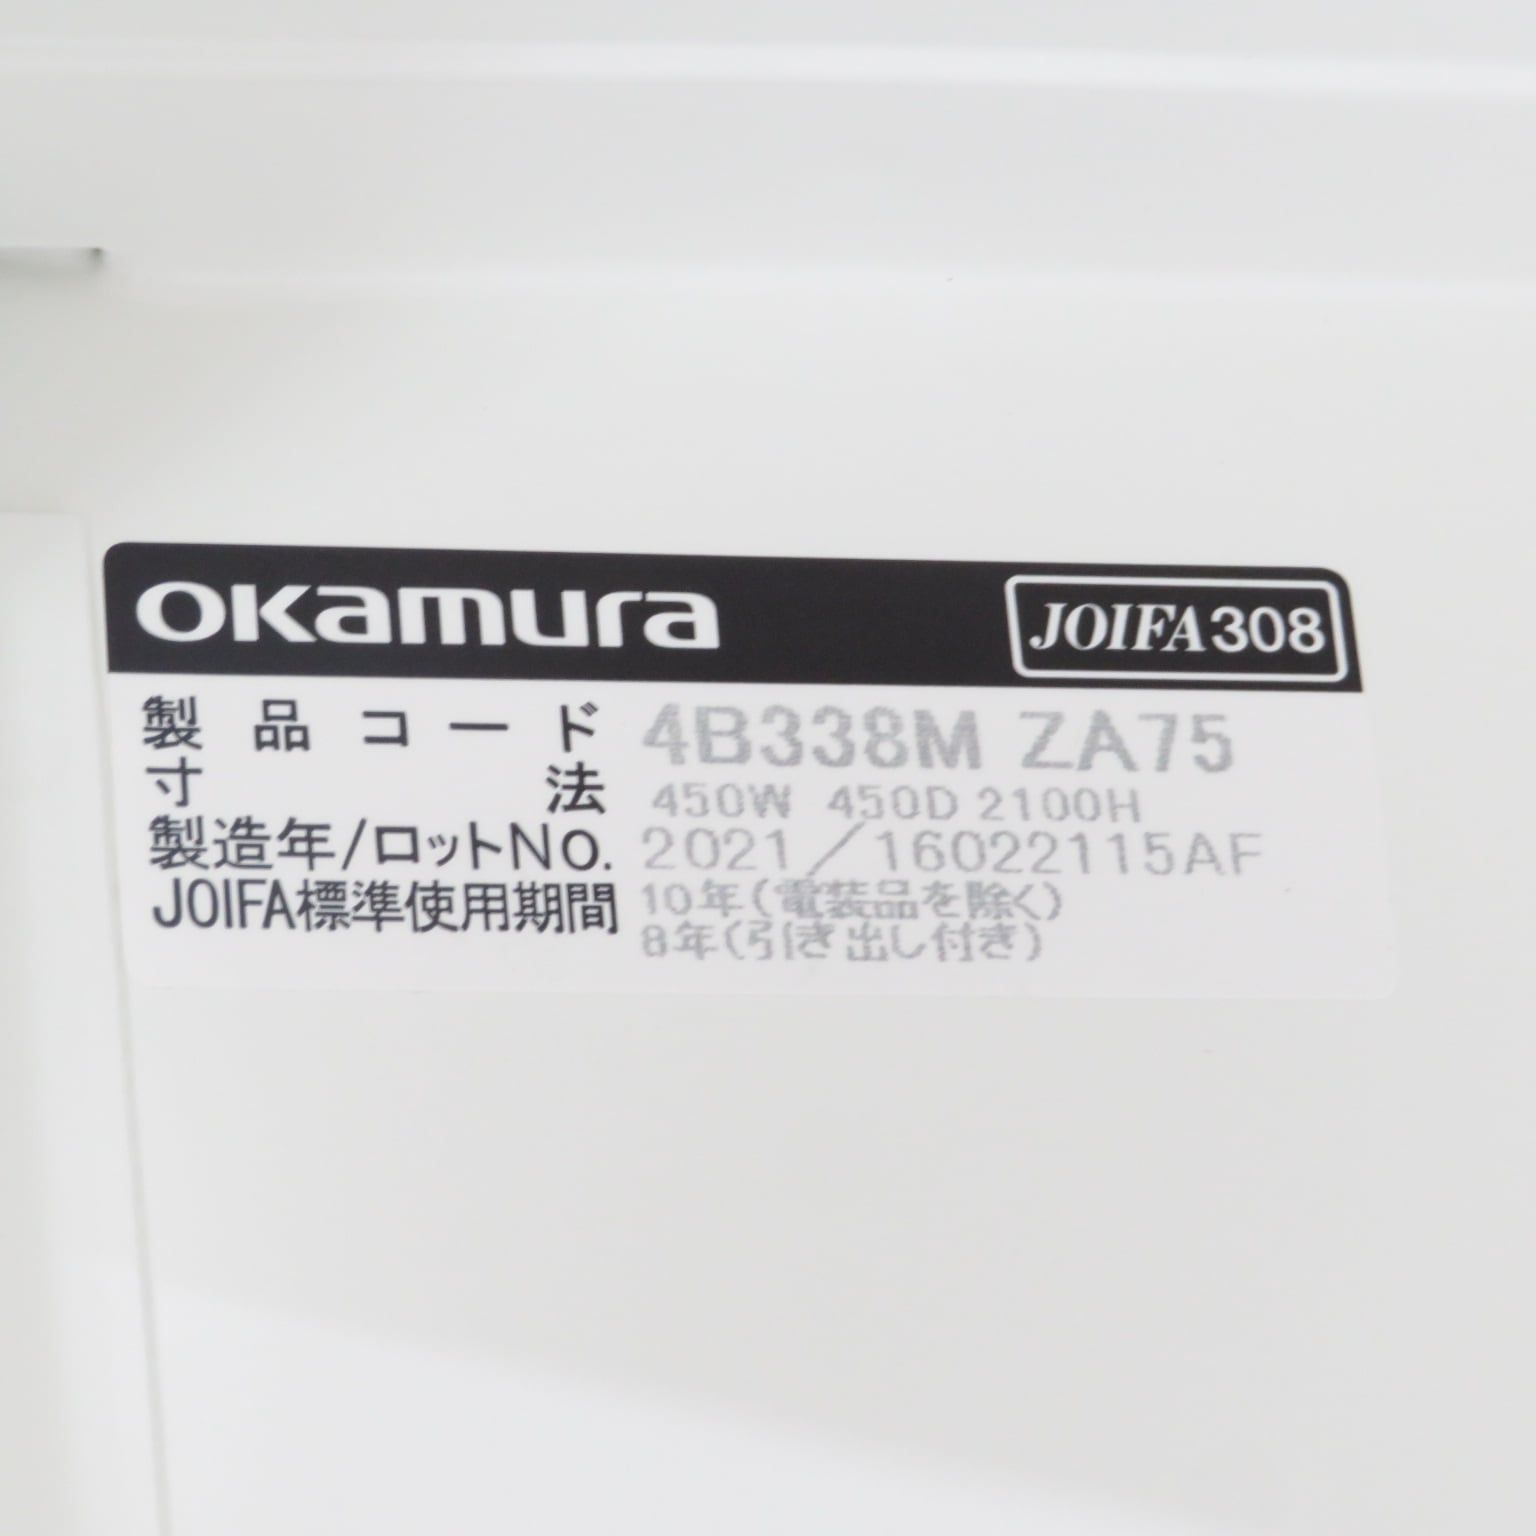 okamura JOIFA308
製品コード 4B338M ZA75
寸法 450W 450D 2100H
製造年/ロットNo. 2021/16022115AF
JOIFA標準使用期間 10年(電装品を除く)
8年(引き出し付き)